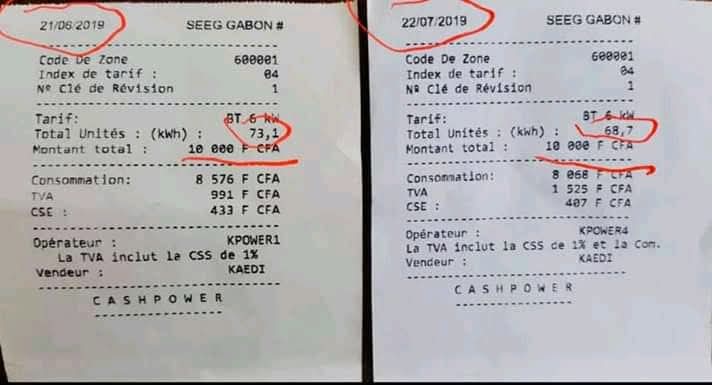 21/06/2019 SEEG GABON #
Code De Zone 600001
Index de tarif : 04
Nº Clé de Révision 1
Tarif: BT 6 kW
Total Unités : (kWh) : 73,1
Montant total : 10 000 F CFA
Consommation: 8 576 F CFA
TVA 991 F CFA
CSE : 433 F CFA
Opérateur : KPOWER1
La TVA inclut la CSS de 1%
Vendeur : KAEDI
CASHPOWER
22/07/2019 SEEG GABON #
Code De Zone 600001
Index de tarif : 04
Nº Clé de Révision 1
Tarif: BT 6 kW
Total Unités : (kWh) : 68,7
Montant total : 10 000 F CFA
Consommation: 8 068 F CFA
TVA 1 525 F CFA
CSE : 407 F CFA
Opérateur : KPOWER4
La TVA inclut la CSS de 1% et la Com.
Vendeur : KAEDI
CASHPOWER